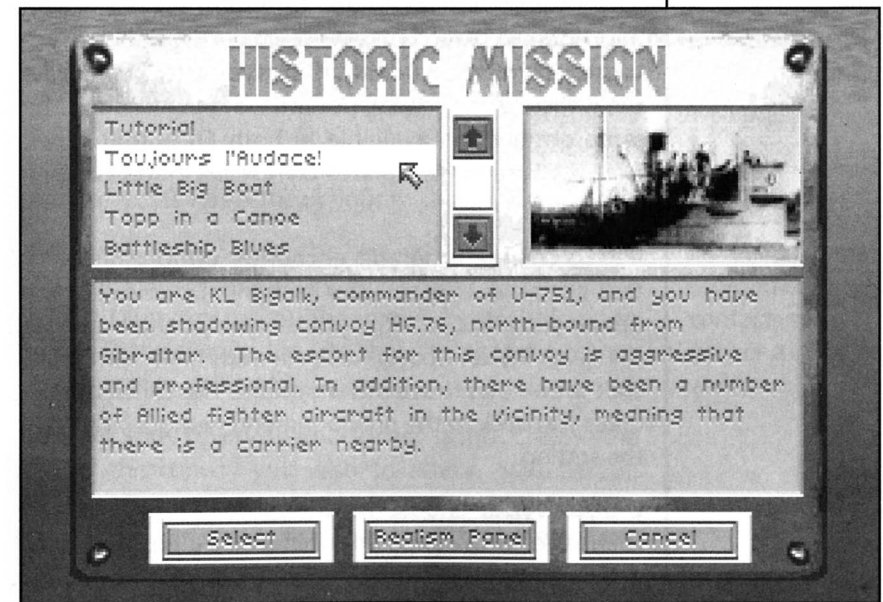 HISTORIC MISSION
Tutorial
Toujours l'Audace!
Little Big Boat
Topp in a Canoe
Battleship Blues
You are KL Bigalk, commander of U-751, and you have
been shadowing convoy HG.76, north-bound from
Gibraltar.  The escort for this convoy is aggressive
and professional. In addition, there have been a number
of Allied fighter aircraft in the vicinity, meaning that
there is a carrier nearby.
Select
Realism Panel
Cancel